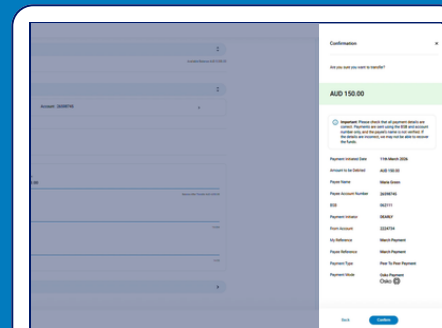 Confirmation
Are you sure you want to transfer?
AUD 150.00
Important: Please check that all payment details are
correct. Payments are sent using the BSB and account
number only, and the payee's name is not verified. If
the details are incorrect, we may not be able to recover
the funds.
Payment Initiated Date 11th March 2026
Amount to be Debited AUD 150.00
Payee Name Maria Green
Payee Account Number 26398745
BSB
Payment Initiator DEARLY
From Account 2224754
My Reference March Payment
Payee Reference March Payment
Payment Type Peer To Peer Payment
Payment Mode Osko Payment
Osko
Back Confirm
Account